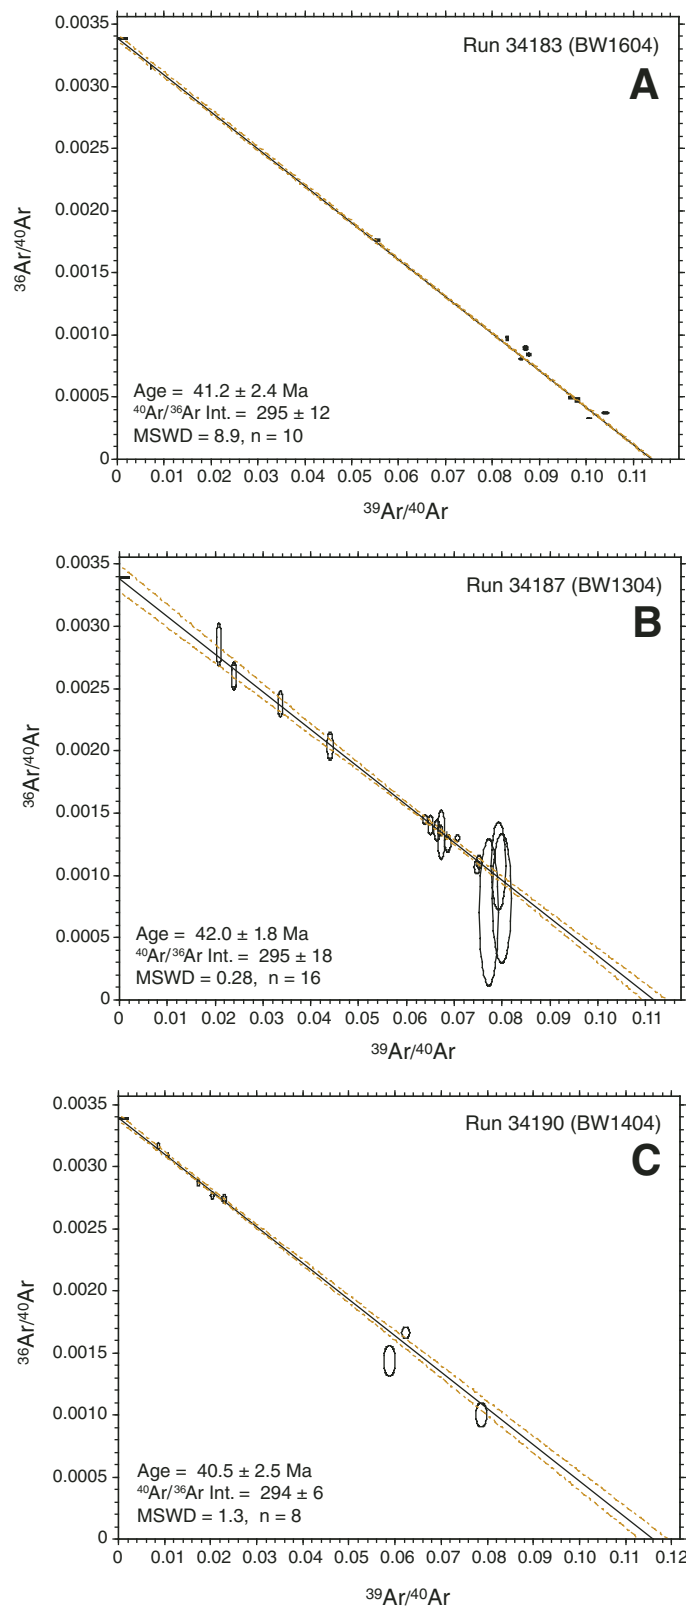 Run 34183 (BW1604)
A
0.0035
0.0030
0.0025
0.0020
0.0015
0.0010
0.0005
0
³⁶Ar/⁴⁰Ar
Age = 41.2 ± 2.4 Ma
⁴⁰Ar/³⁶Ar Int. = 295 ± 12
MSWD = 8.9, n = 10
0 0.01 0.02 0.03 0.04 0.05 0.06 0.07 0.08 0.09 0.10 0.11
³⁹Ar/⁴⁰Ar
Run 34187 (BW1304)
B
0.0035
0.0030
0.0025
0.0020
0.0015
0.0010
0.0005
0
³⁶Ar/⁴⁰Ar
Age = 42.0 ± 1.8 Ma
⁴⁰Ar/³⁶Ar Int. = 295 ± 18
MSWD = 0.28, n = 16
0 0.01 0.02 0.03 0.04 0.05 0.06 0.07 0.08 0.09 0.10 0.11
³⁹Ar/⁴⁰Ar
Run 34190 (BW1404)
C
0.0035
0.0030
0.0025
0.0020
0.0015
0.0010
0.0005
0
³⁶Ar/⁴⁰Ar
Age = 40.5 ± 2.5 Ma
⁴⁰Ar/³⁶Ar Int. = 294 ± 6
MSWD = 1.3, n = 8
0 0.01 0.02 0.03 0.04 0.05 0.06 0.07 0.08 0.09 0.10 0.11 0.12
³⁹Ar/⁴⁰Ar